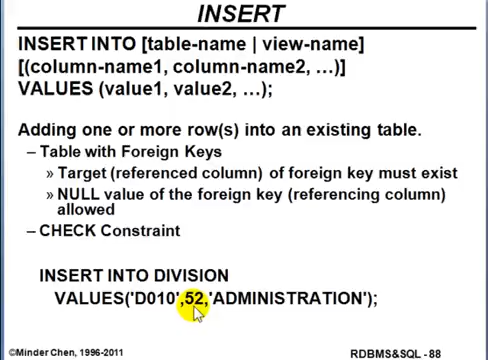 INSERT
INSERT INTO [table-name | view-name]
[(column-name1, column-name2, …)]
VALUES (value1, value2, …);
Adding one or more row(s) into an existing table.
– Table with Foreign Keys
» Target (referenced column) of foreign key must exist
» NULL value of the foreign key (referencing column)
allowed
– CHECK Constraint
INSERT INTO DIVISION
VALUES('D010',52,'ADMINISTRATION');
©Minder Chen, 1996-2011
RDBMS&SQL - 88